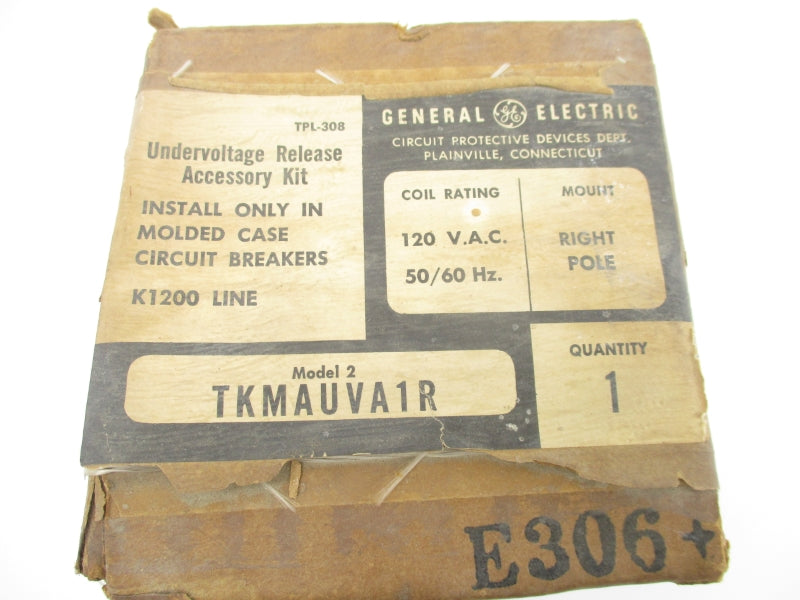 TPL-308
Undervoltage Release
Accessory Kit
INSTALL ONLY IN
MOLDED CASE
CIRCUIT BREAKERS
K1200 LINE
GENERAL GE ELECTRIC
CIRCUIT PROTECTIVE DEVICES DEPT.
PLAINVILLE, CONNECTICUT
COIL RATING
120 V.A.C.
50/60 Hz.
MOUNT
RIGHT
POLE
Model 2
TKMAUVA1R
QUANTITY
1
E306+